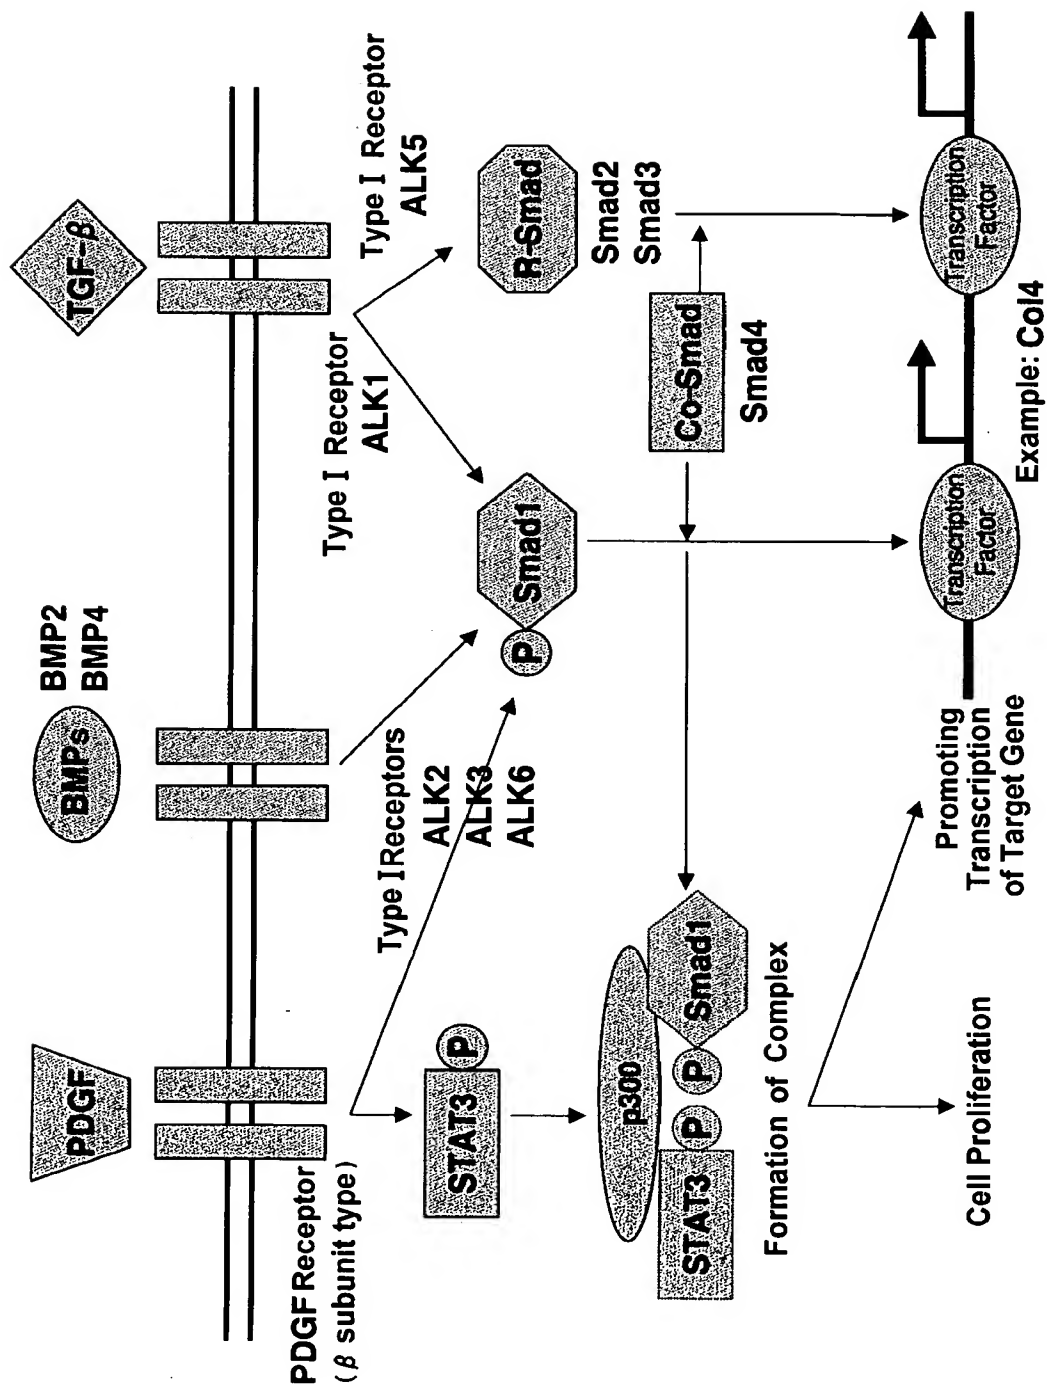 PDGF
BMPs
BMP2
BMP4
TGF-β
PDGF Receptor
(β subunit type)
Type I Receptors
ALK2
ALK3
ALK6
Type I Receptor
ALK1
Type I Receptor
ALK5
STAT3
P
P
Smad1
R-Smad
Smad2
Smad3
p300
STAT3
P
P
Smad1
Co-Smad
Smad4
Formation of Complex
Cell Proliferation
Promoting
Transcription
of Target Gene
Transcription
Factor
Transcription
Factor
Example: Col4